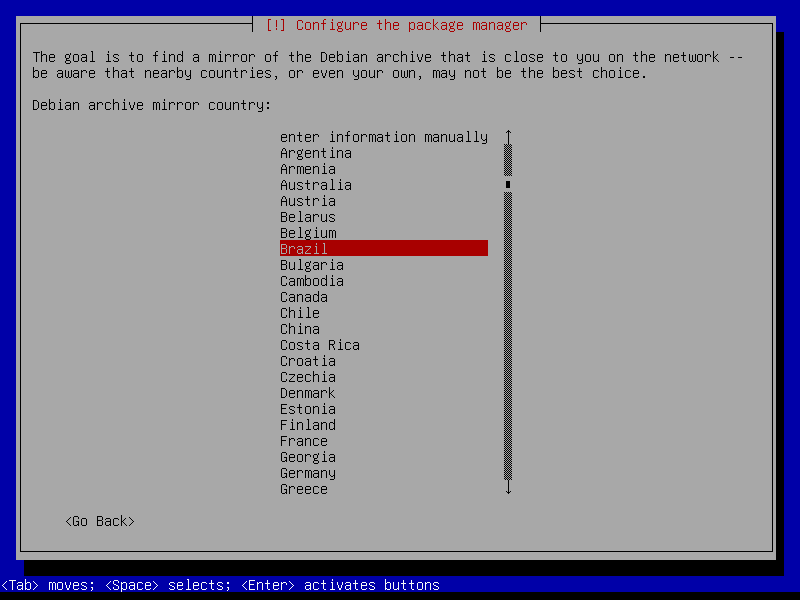 [!] Configure the package manager
The goal is to find a mirror of the Debian archive that is close to you on the network --
be aware that nearby countries, or even your own, may not be the best choice.
Debian archive mirror country:
enter information manually
Argentina
Armenia
Australia
Austria
Belarus
Belgium
Brazil
Bulgaria
Cambodia
Canada
Chile
China
Costa Rica
Croatia
Czechia
Denmark
Estonia
Finland
France
Georgia
Germany
Greece
<Go Back>
<Tab> moves; <Space> selects; <Enter> activates buttons